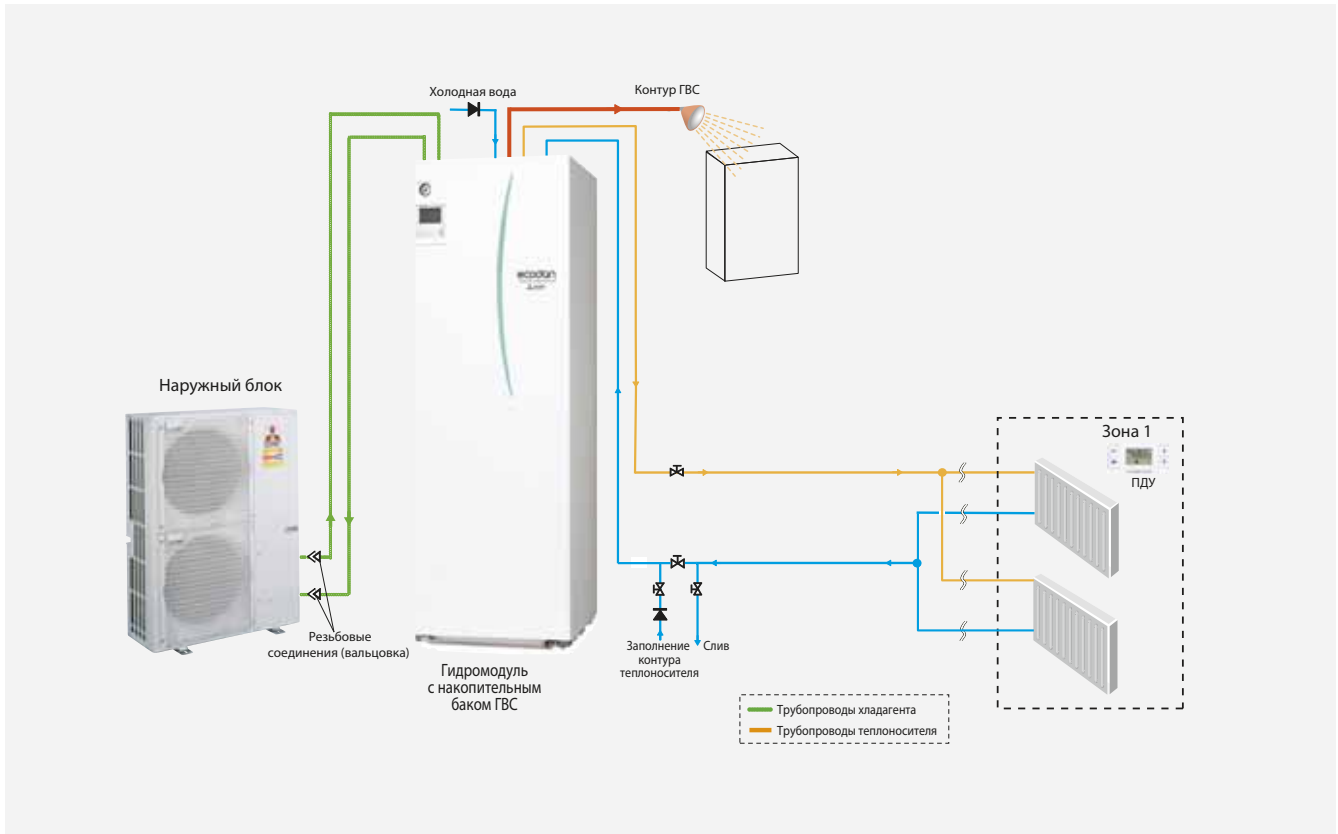 Холодная вода
Контур ГВС
ecodan
Наружный блок
Зона 1
ПДУ
Резьбовые
соединения (вальцовка)
Гидромодуль
с накопительным
баком ГВС
Заполнение
контура
теплоносителя
Слив
Трубопроводы хладагента
Трубопроводы теплоносителя